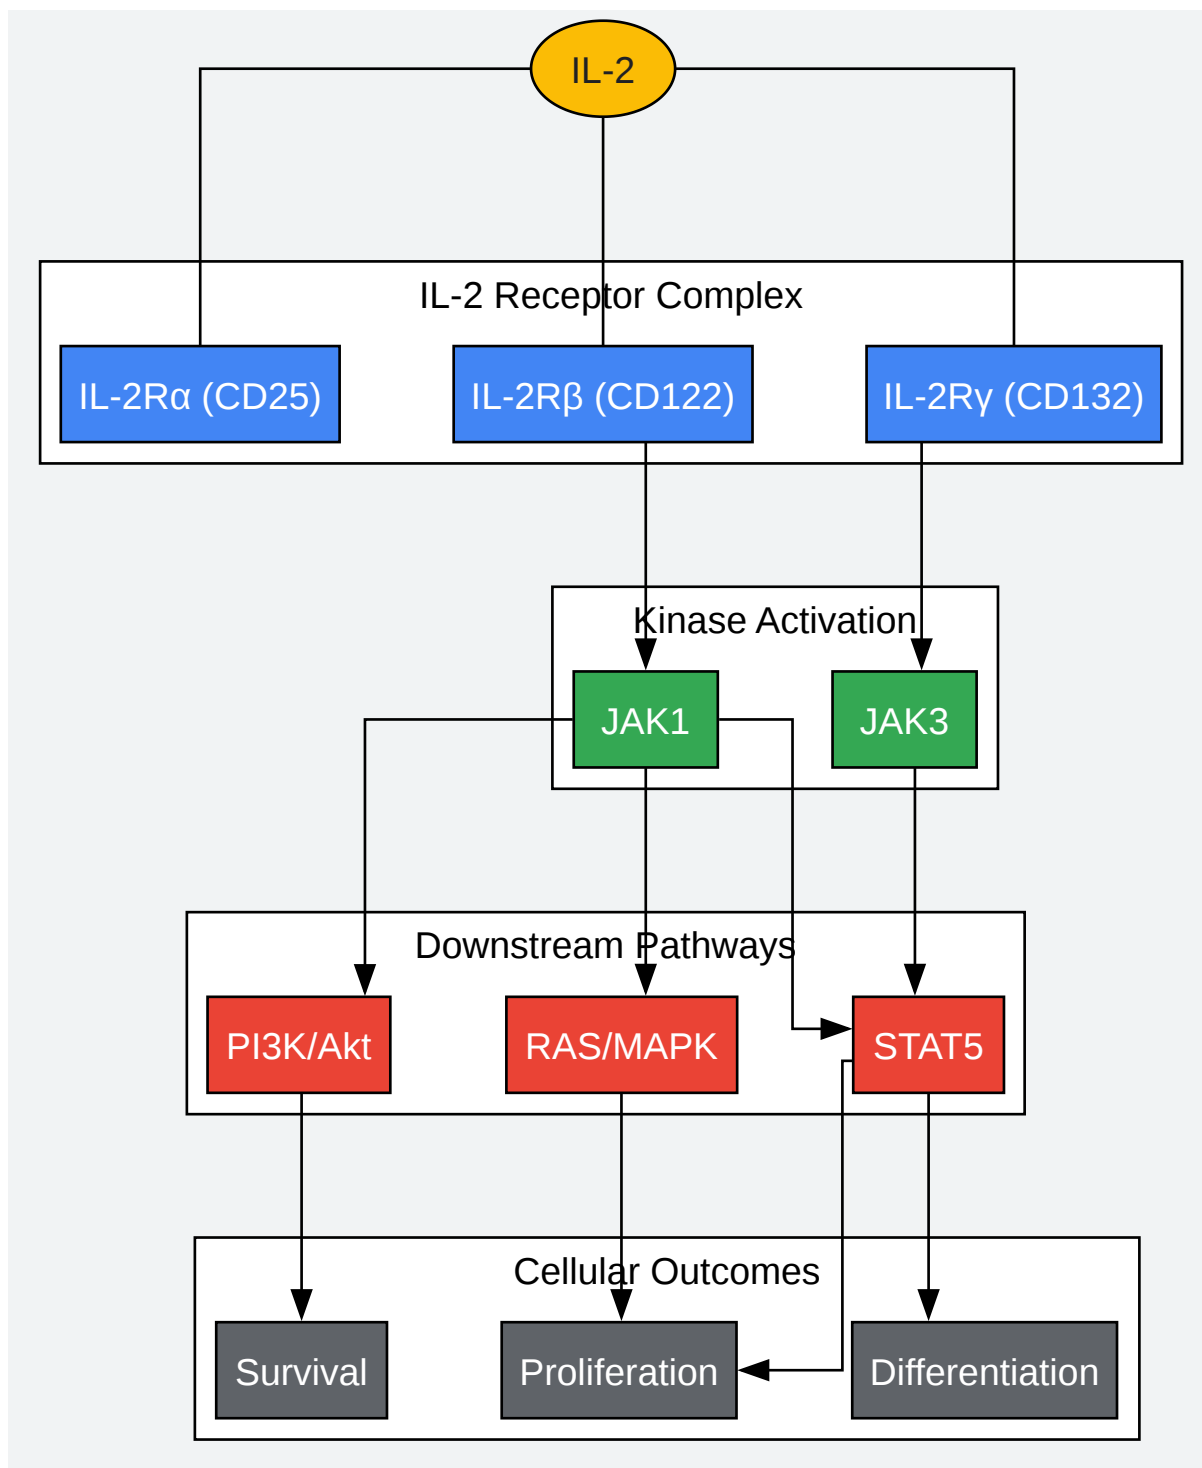 IL-2
IL-2 Receptor Complex
IL-2Rα (CD25)
IL-2Rβ (CD122)
IL-2Rγ (CD132)
Kinase Activation
JAK1
JAK3
Downstream Pathways
PI3K/Akt
RAS/MAPK
STAT5
Cellular Outcomes
Survival
Proliferation
Differentiation